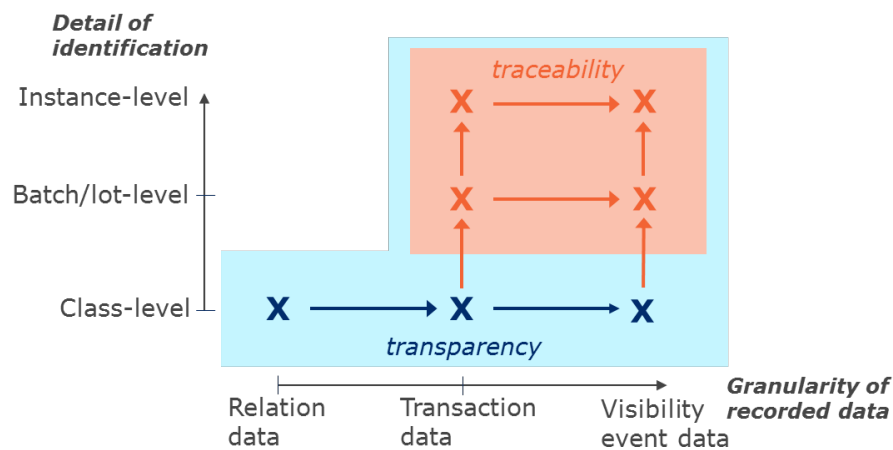 Detail of
identification
traceability
Instance-level
X
X
Batch/lot-level
X
X
Class-level
X
X
X
transparency
Granularity of
recorded data
Relation
data
Transaction
data
Visibility
event data